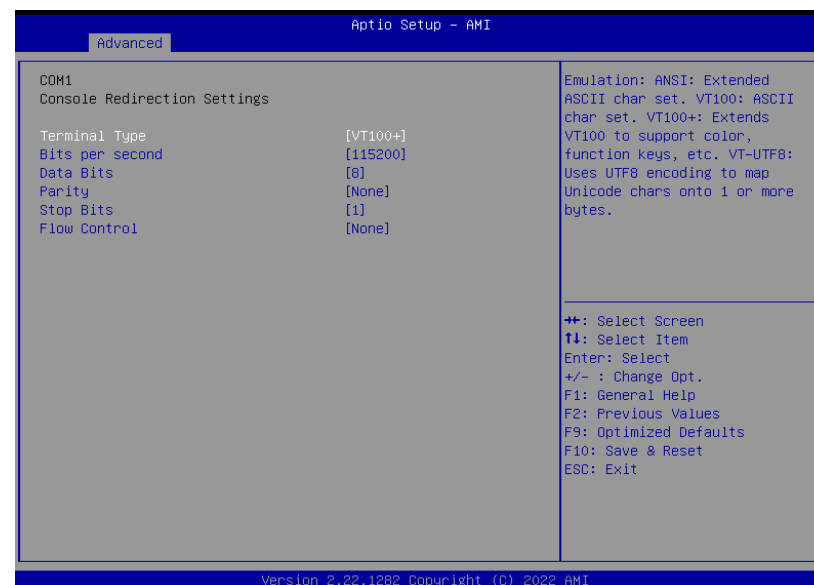 Aptio Setup – AMI
Advanced
COM1
Console Redirection Settings
Terminal Type [VT100+]
Bits per second [115200]
Data Bits [8]
Parity [None]
Stop Bits [1]
Flow Control [None]
Emulation: ANSI: Extended
ASCII char set. VT100: ASCII
char set. VT100+: Extends
VT100 to support color,
function keys, etc. VT-UTF8:
Uses UTF8 encoding to map
Unicode chars onto 1 or more
bytes.
→←: Select Screen
↑↓: Select Item
Enter: Select
+/- : Change Opt.
F1: General Help
F2: Previous Values
F9: Optimized Defaults
F10: Save & Reset
ESC: Exit
Version 2.22.1282 Copyright (C) 2022 AMI